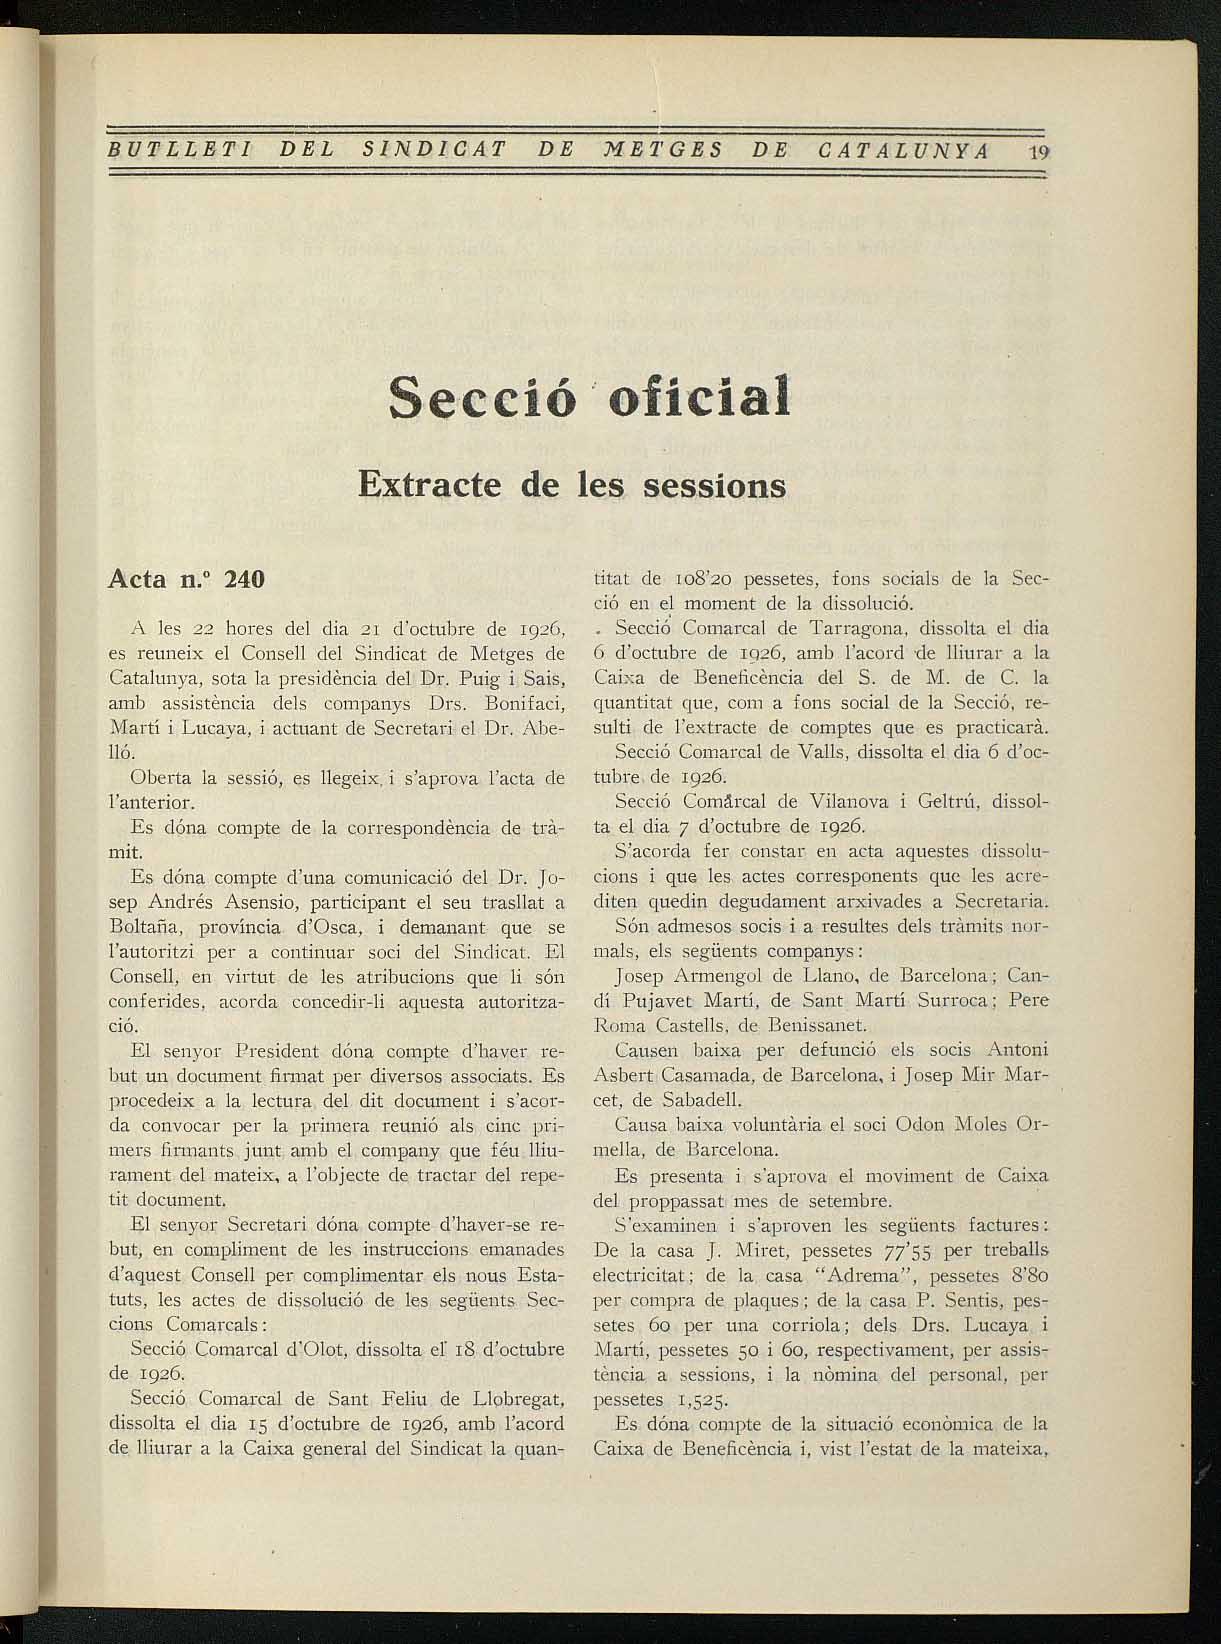 BUTLLETI DEL SINDICAT DE METGES DE CATALUNYA 19
Secció oficial
Extracte de les sessions
Acta n.º 240
A les 22 hores del dia 21 d'octubre de 1926,
es reuneix el Consell del Sindicat de Metges de
Catalunya, sota la presidència del Dr. Puig i Sais,
amb assistència dels companys Drs. Bonifaci,
Martí i Lucaya, i actuant de Secretari el Dr. Abe-
lló.
Oberta la sessió, es llegeix i s'aprova l'acta de
l'anterior.
Es dóna compte de la correspondència de trà-
mit.
Es dóna compte d'una comunicació del Dr. Jo-
sep Andrés Asensio, participant el seu trasllat a
Boltaña, província d'Osca, i demanant que se
l'autoritzi per a continuar soci del Sindicat. El
Consell, en virtut de les atribucions que li són
conferides, acorda concedir-li aquesta autoritza-
ció.
El senyor President dóna compte d'haver re-
but un document firmat per diversos associats. Es
procedeix a la lectura del dit document i s'acor-
da convocar per la primera reunió als cinc pri-
mers firmants junt amb el company que féu lliu-
rament del mateix, a l'objecte de tractar del repe-
tit document.
El senyor Secretari dóna compte d'haver-se re-
but, en compliment de les instruccions emanades
d'aquest Consell per complimentar els nous Esta-
tuts, les actes de dissolució de les següents Sec-
cions Comarcals:
Secció Comarcal d'Olot, dissolta el 18 d'octubre
de 1926.
Secció Comarcal de Sant Feliu de Llobregat,
dissolta el dia 15 d'octubre de 1926, amb l'acord
de lliurar a la Caixa general del Sindicat la quan-
titat de 108'20 pessetes, fons socials de la Sec-
ció en el moment de la dissolució.
Secció Comarcal de Tarragona, dissolta el dia
6 d'octubre de 1926, amb l'acord de lliurar a la
Caixa de Beneficència del S. de M. de C. la
quantitat que, com a fons social de la Secció, re-
sulti de l'extracte de comptes que es practicarà.
Secció Comarcal de Valls, dissolta el dia 6 d'oc-
tubre de 1926.
Secció Comarcal de Vilanova i Geltrú, dissol-
ta el dia 7 d'octubre de 1926.
S'acorda fer constar en acta aquestes dissolu-
cions i que les actes corresponents que les acre-
diten quedin degudament arxivades a Secretaria.
Són admesos socis i a resultes dels tràmits nor-
mals, els següents companys:
Josep Armengol de Llano, de Barcelona; Can-
di Pujavet Martí, de Sant Martí Surroca; Pere
Roma Castells, de Benissanet.
Causen baixa per defunció els socis Antoni
Asbert Casamada, de Barcelona, i Josep Mir Mar-
cet, de Sabadell.
Causa baixa voluntària el soci Odon Moles Or-
mella, de Barcelona.
Es presenta i s'aprova el moviment de Caixa
del proppassat mes de setembre.
S'examinen i s'aproven les següents factures:
De la casa J. Miret, pessetes 77'55 per treballs
electricitat; de la casa "Adrema", pessetes 8'80
per compra de plaques; de la casa P. Sentis, pes-
setes 60 per una corriola; dels Drs. Lucaya i
Martí, pessetes 50 i 60, respectivament, per assis-
tència a sessions, i la nòmina del personal, per
pessetes 1,525.
Es dóna compte de la situació econòmica de la
Caixa de Beneficència i, vist l'estat de la mateixa,